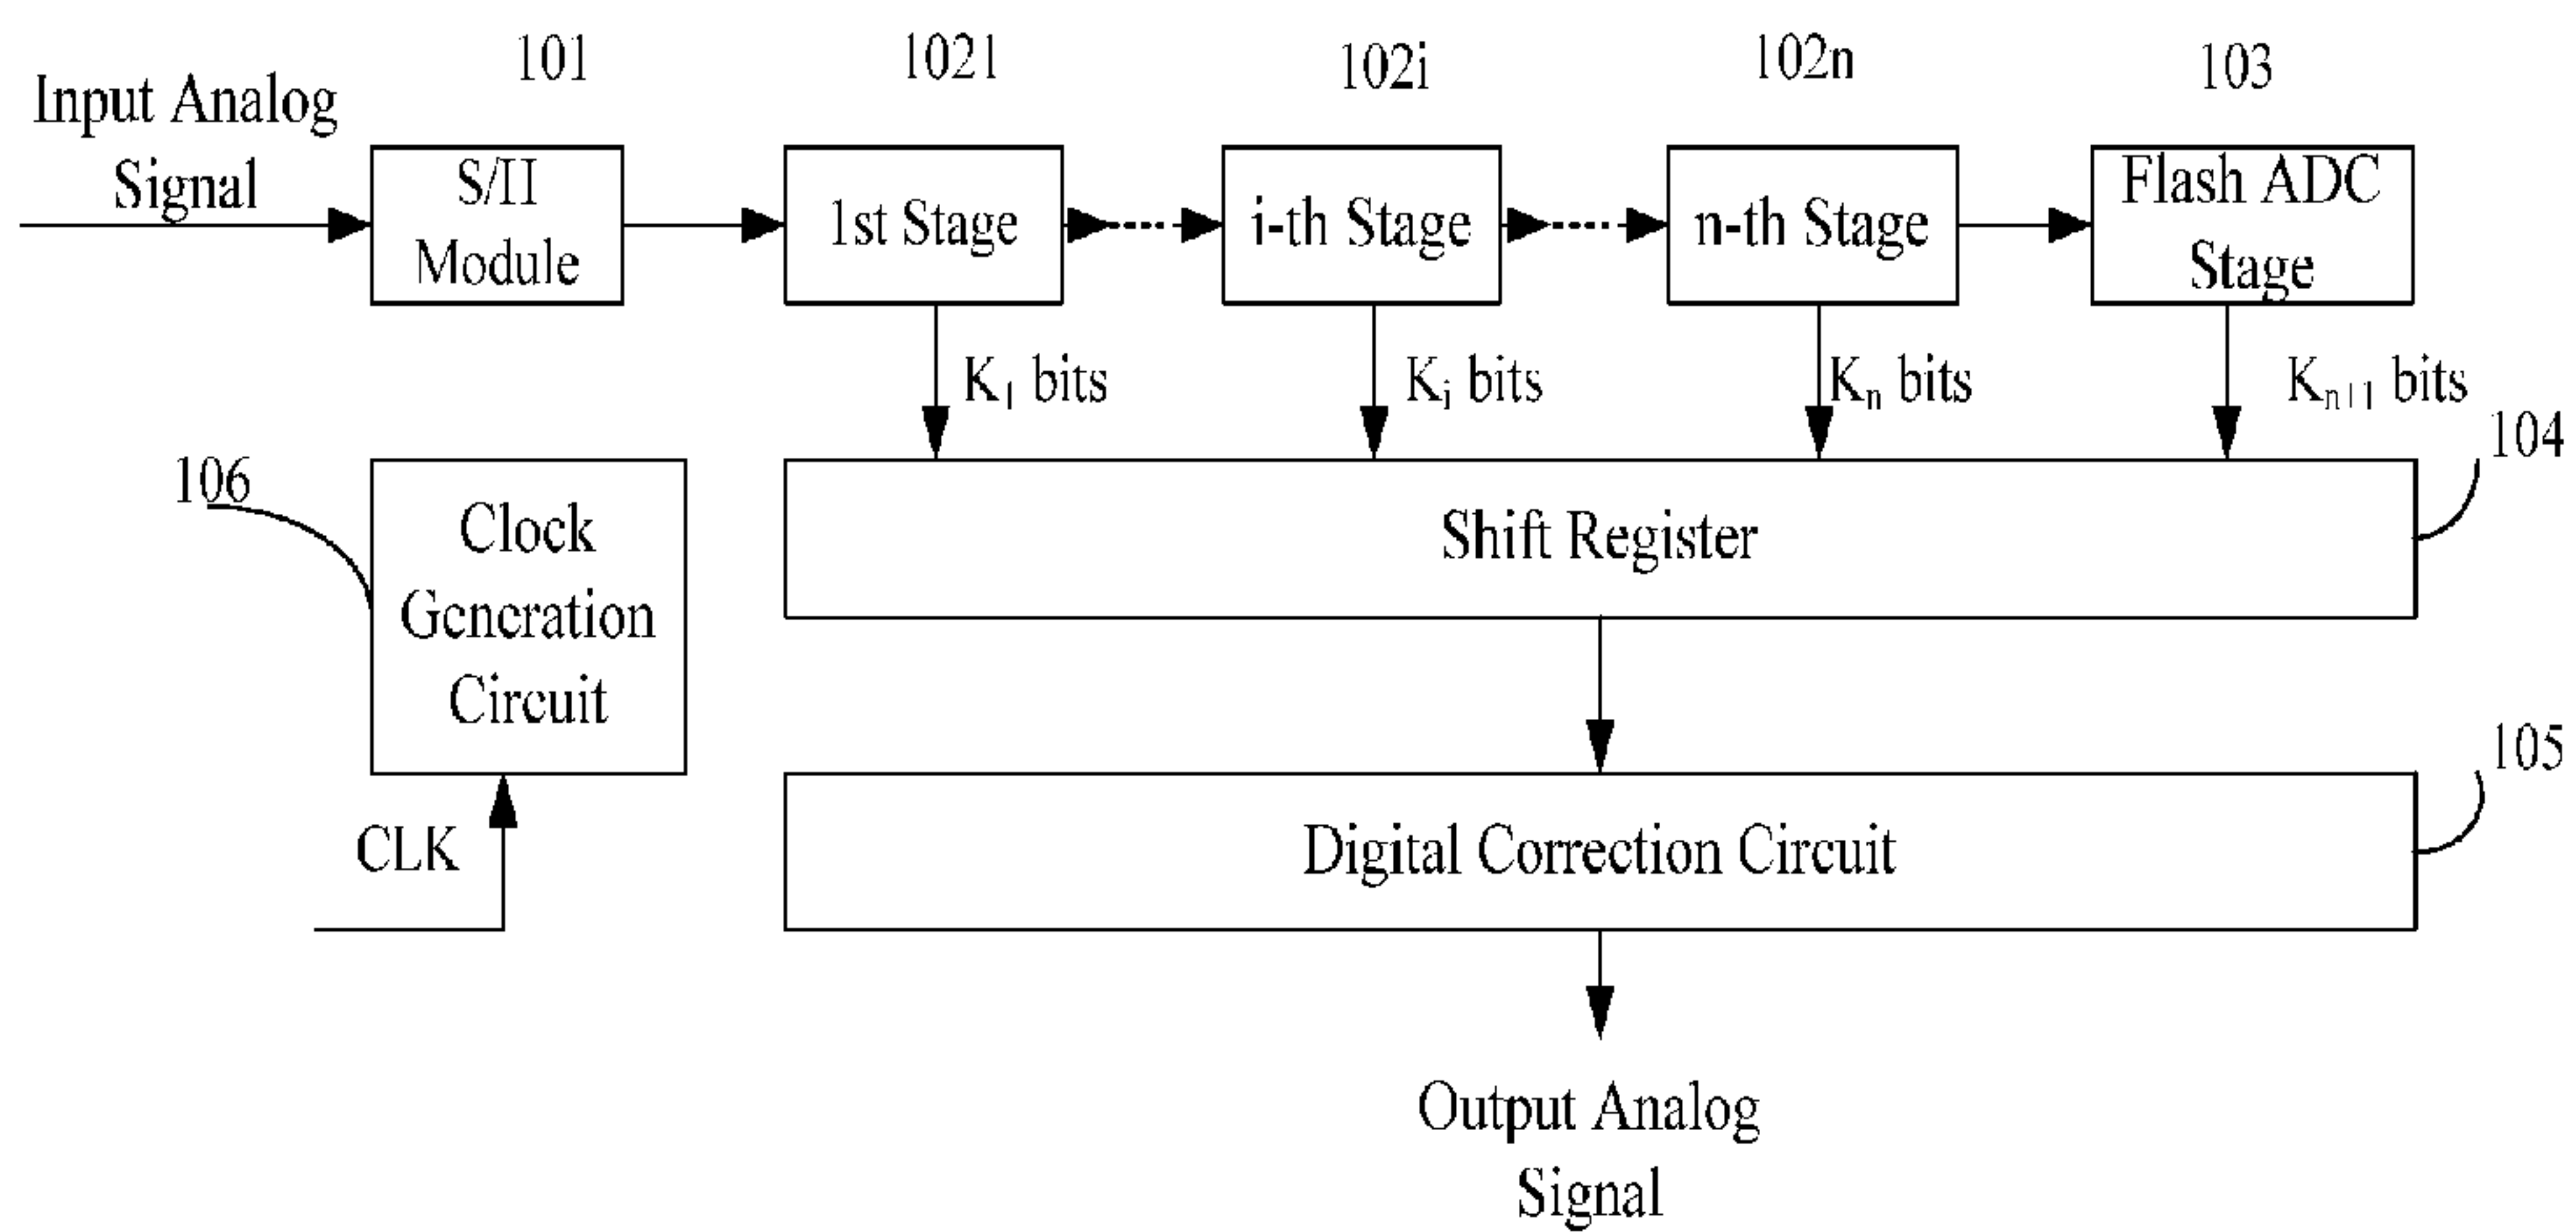 101
1021
102i
102n
103
Input Analog
Signal
S/H
Module
1st Stage
i-th Stage
n-th Stage
Flash ADC
Stage
K1 bits
Ki bits
Kn bits
Kn+1 bits
104
106
Clock
Generation
Circuit
Shift Register
105
CLK
Digital Correction Circuit
Output Analog
Signal